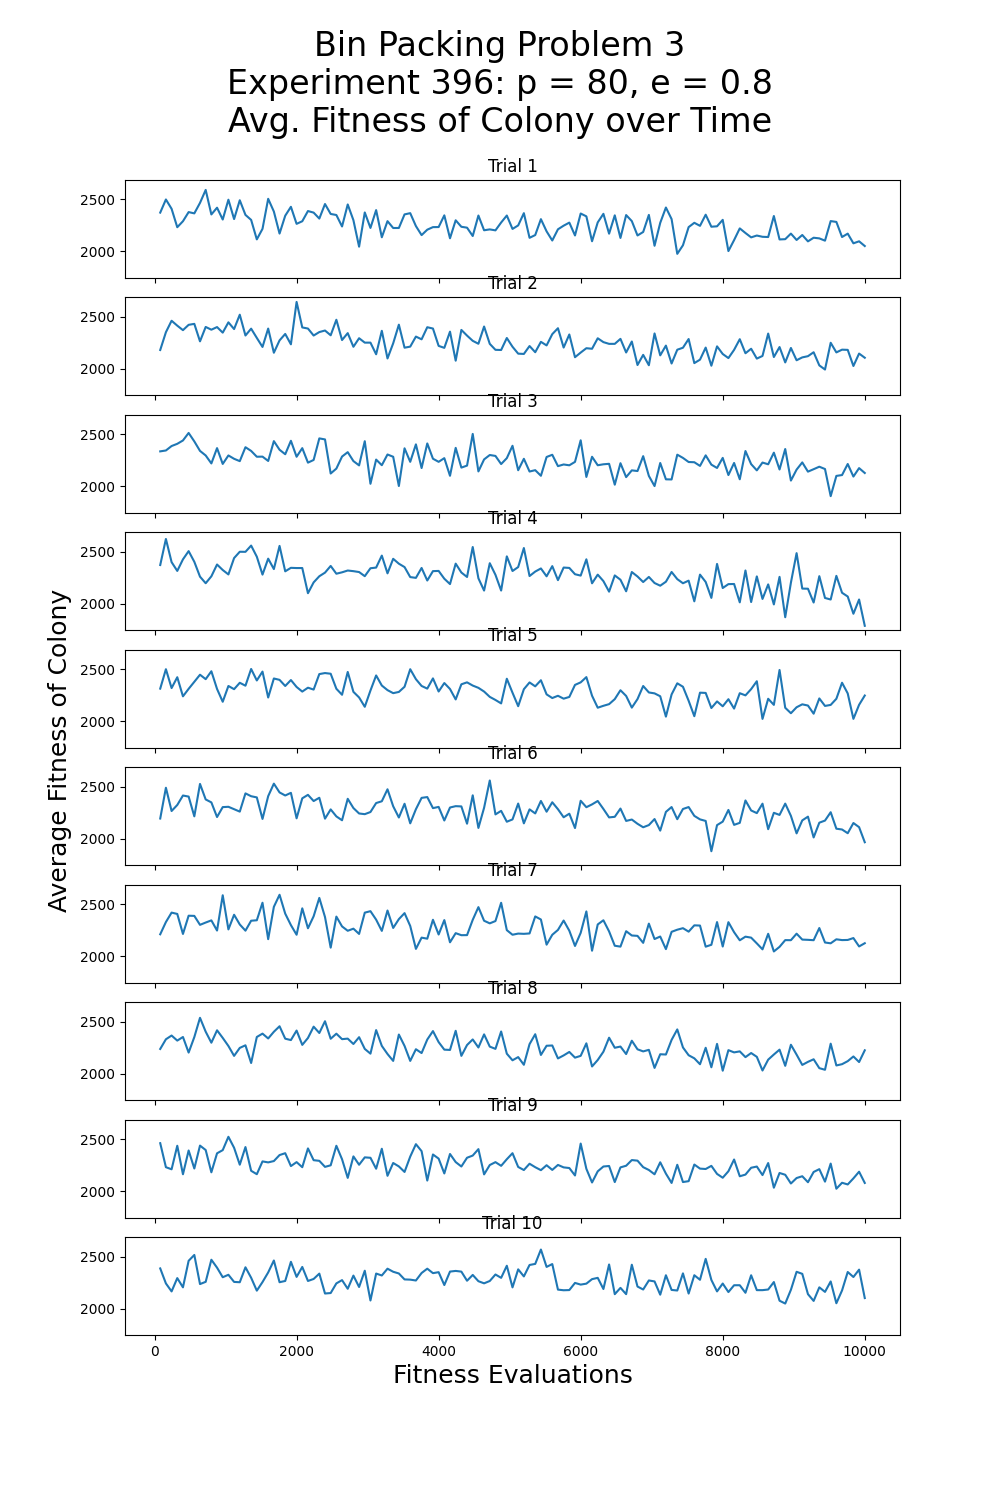 Bin Packing Problem 3
Experiment 396: p = 80, e = 0.8
Avg. Fitness of Colony over Time
Trial 1
2500
2000
Trial 2
2500
2000
Trial 3
2500
2000
Trial 4
2500
2000
Trial 5
2500
2000
Trial 6
2500
2000
Trial 7
2500
2000
Trial 8
2500
2000
Trial 9
2500
2000
Trial 10
2500
2000
0 2000 4000 6000 8000 10000
Fitness Evaluations
Average Fitness of Colony